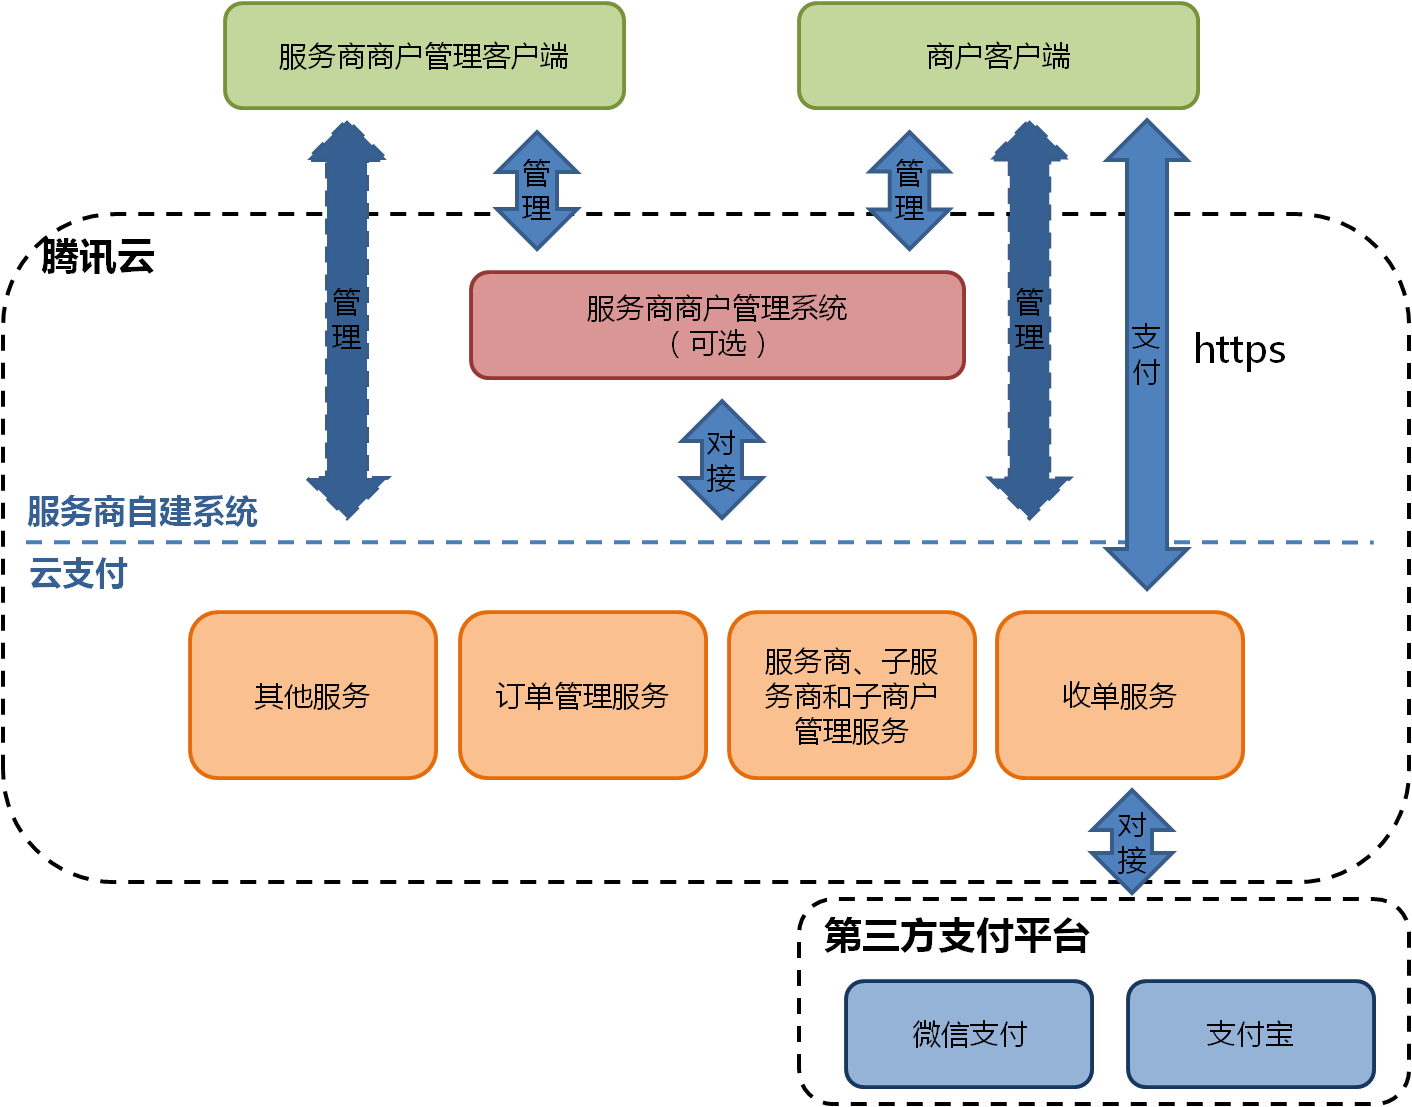 服务商商户管理客户端
商户客户端
管
理
管
理
腾讯云
管
理
服务商商户管理系统
（可选）
管
理
支
付
https
对
接
服务商自建系统
云支付
其他服务
订单管理服务
服务商、子服
务商和子商户
管理服务
收单服务
对
接
第三方支付平台
微信支付
支付宝